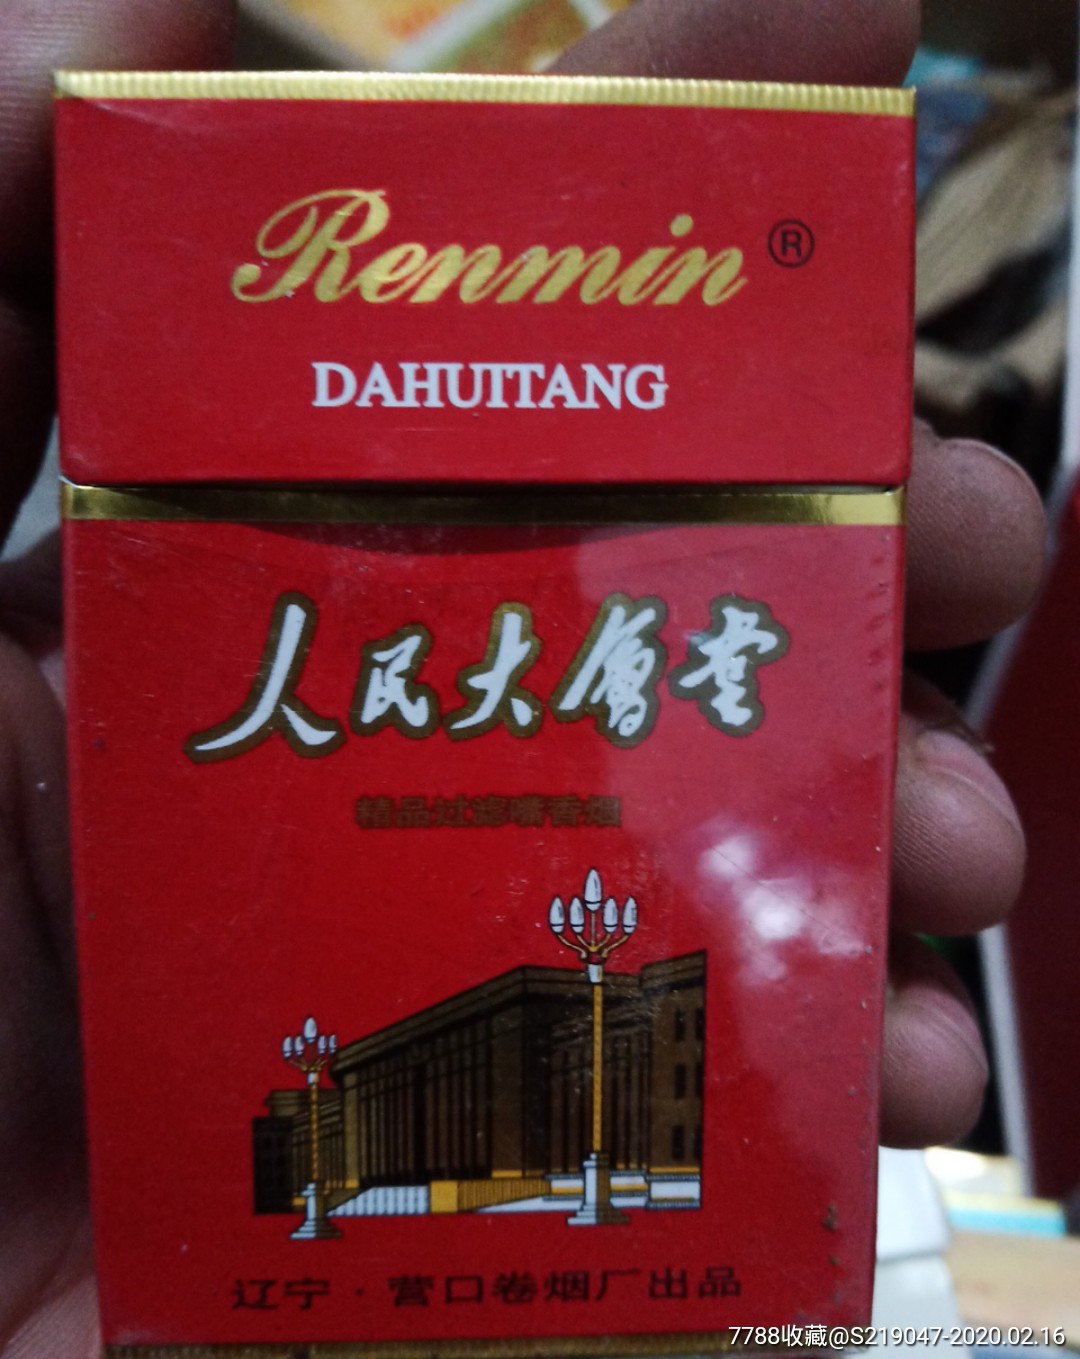 Renmin ®
DAHUITANG
人民大會堂
精品过滤嘴香烟
辽宁·营口卷烟厂出品
7788收藏@S219047-2020.02.16